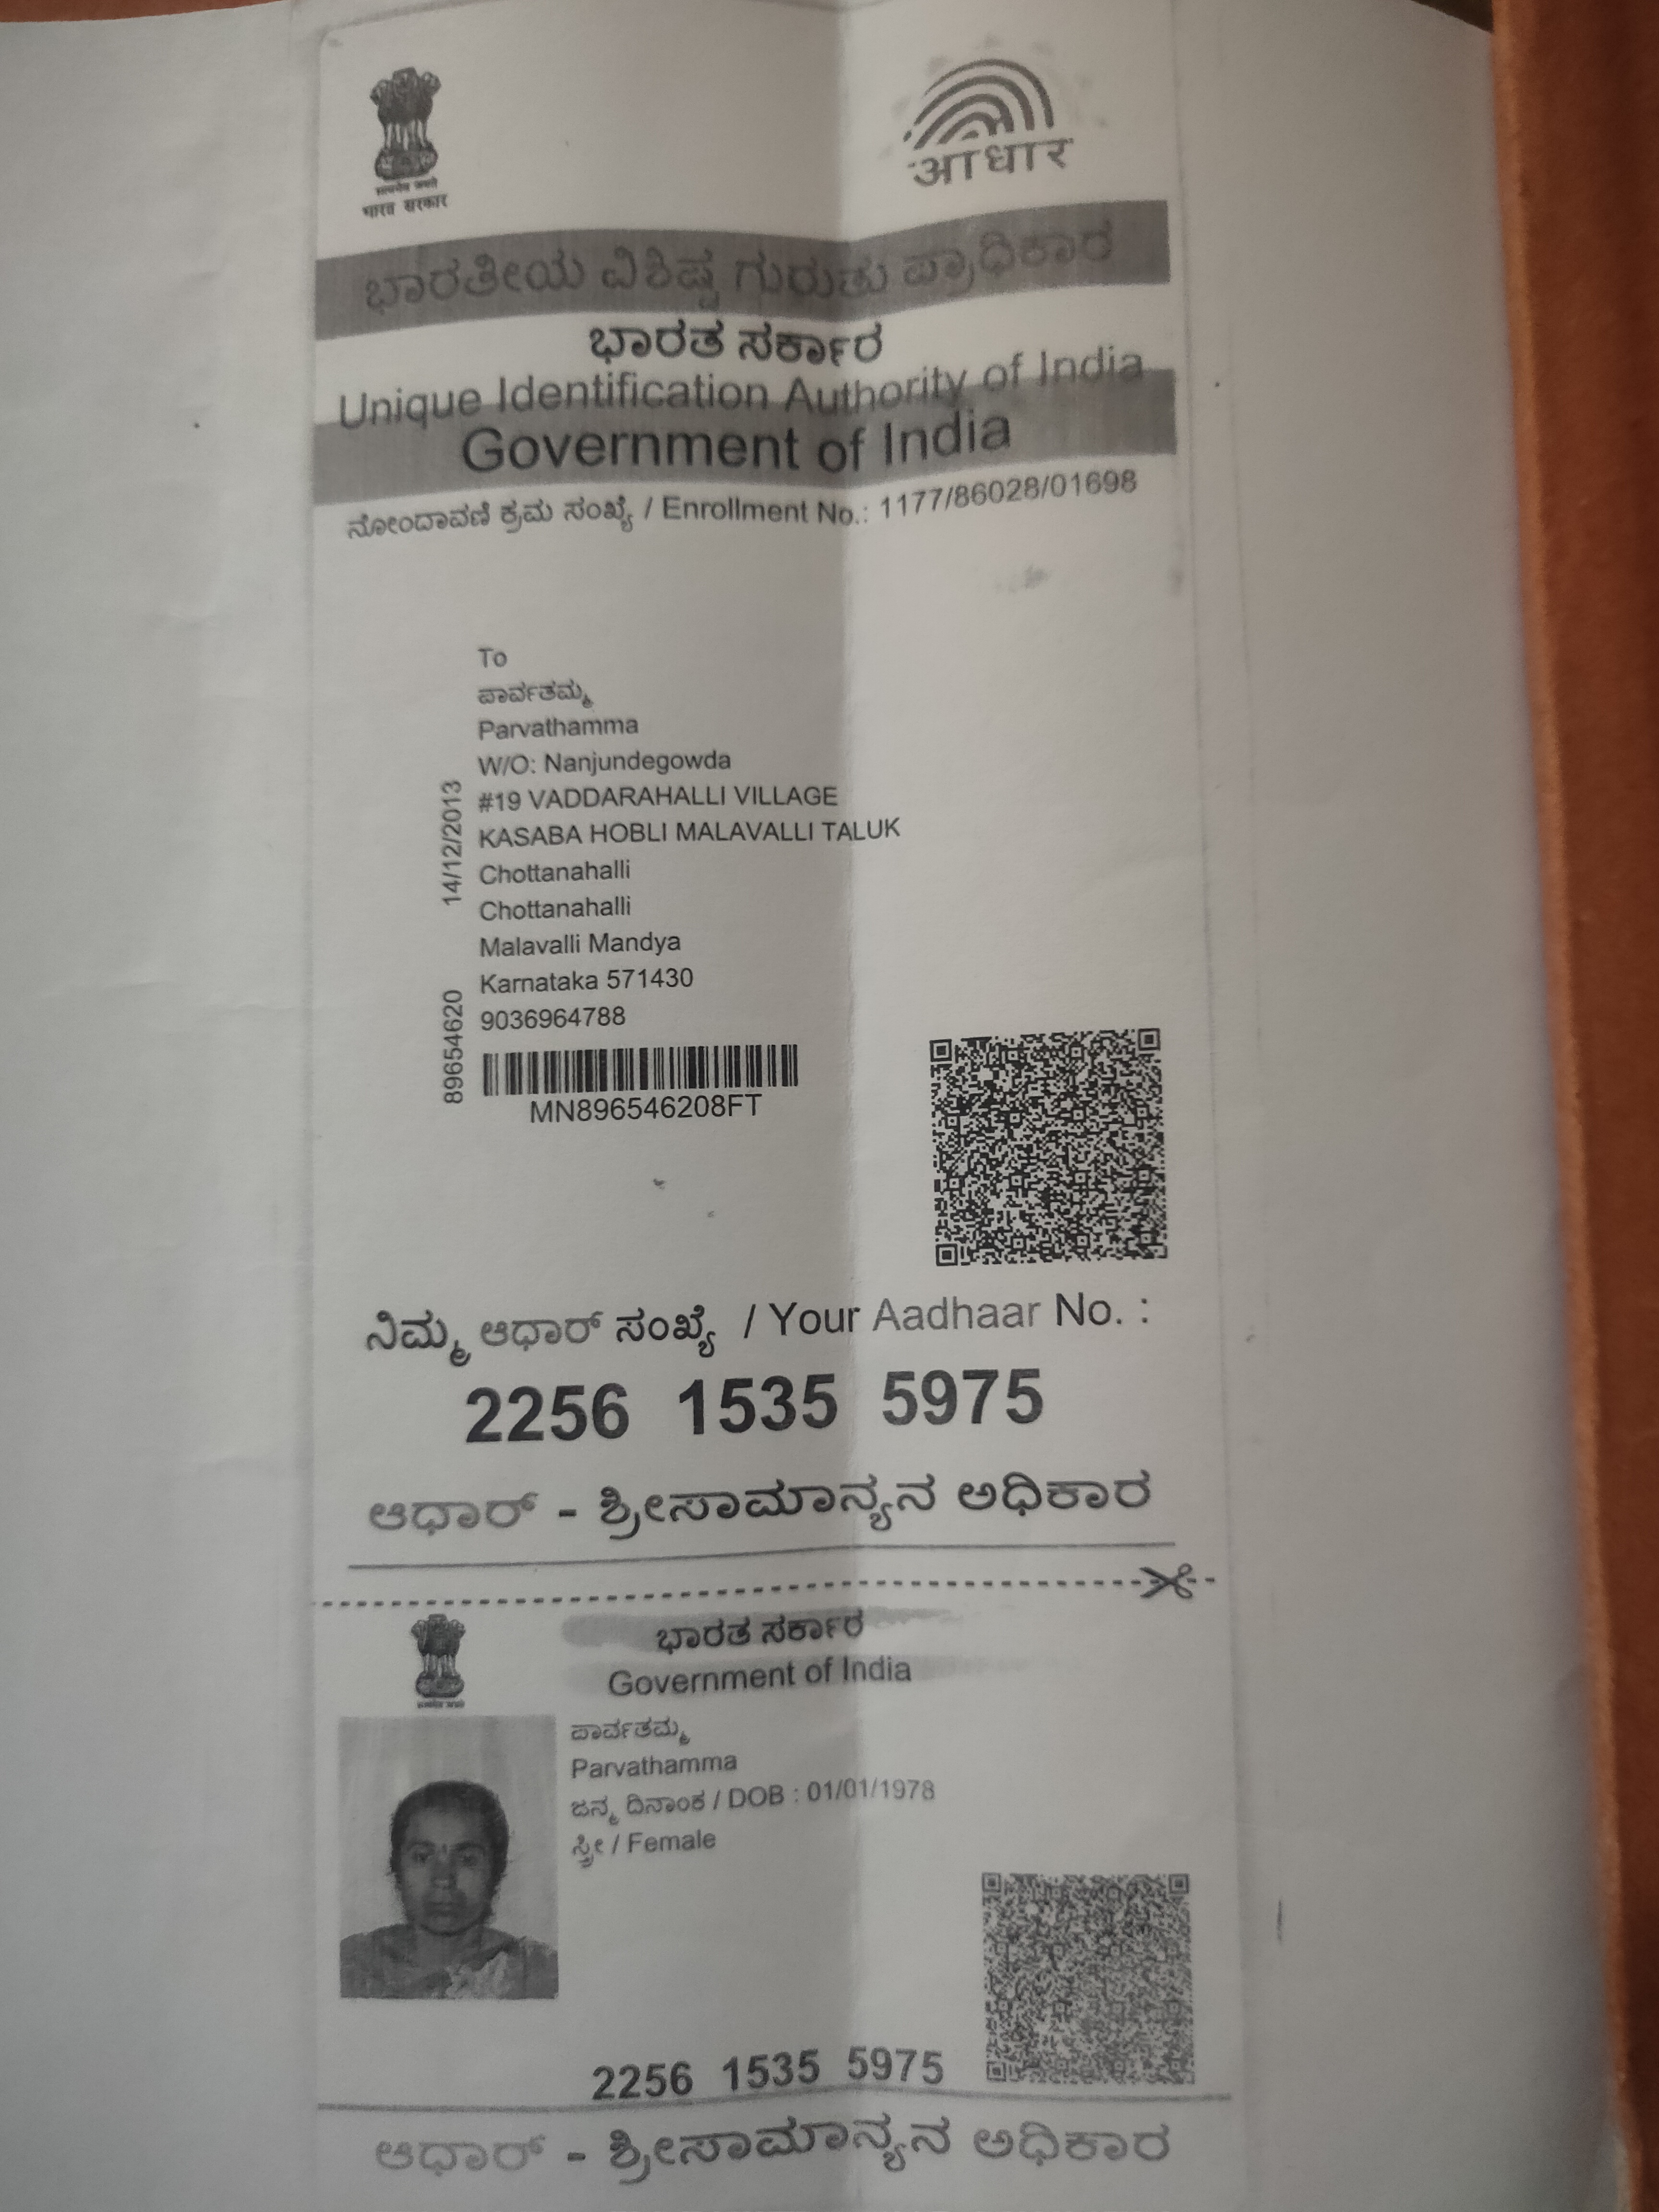 आधार
सत्यमेव जयते
भारत सरकार
ಭಾರತೀಯ ವಿಶಿಷ್ಟ ಗುರುತು ಪ್ರಾಧಿಕಾರ
ಭಾರತ ಸರ್ಕಾರ
Unique Identification Authority of India
Government of India
ನೋಂದಾವಣೆ ಕ್ರಮ ಸಂಖ್ಯೆ / Enrollment No.: 1177/86028/01698
To
ಪಾರ್ವತಮ್ಮ
Parvathamma
W/O: Nanjundegowda
#19 VADDARAHALLI VILLAGE
KASABA HOBLI MALAVALLI TALUK
Chottanahalli
Chottanahalli
Malavalli Mandya
Karnataka 571430
9036964788
14/12/2013
89654620
MN896546208FT
ನಿಮ್ಮ ಆಧಾರ್ ಸಂಖ್ಯೆ / Your Aadhaar No. :
2256 1535 5975
ಆಧಾರ್ - ಶ್ರೀಸಾಮಾನ್ಯನ ಅಧಿಕಾರ
ಭಾರತ ಸರ್ಕಾರ
Government of India
ಪಾರ್ವತಮ್ಮ
Parvathamma
ಜನ್ಮ ದಿನಾಂಕ / DOB : 01/01/1978
ಸ್ತ್ರೀ / Female
2256 1535 5975
ಆಧಾರ್ - ಶ್ರೀಸಾಮಾನ್ಯನ ಅಧಿಕಾರ